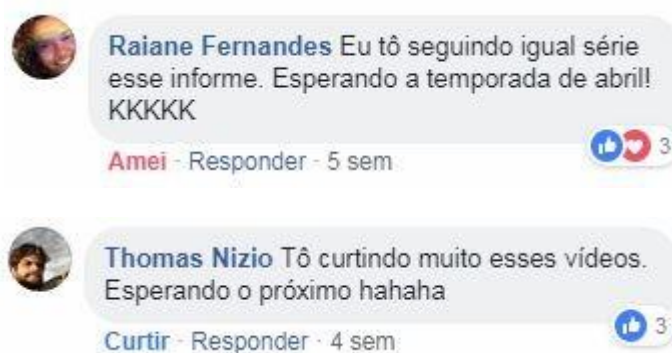 Raiane Fernandes Eu tô seguindo igual série
esse informe. Esperando a temporada de abril!
KKKKK
3
Amei · Responder · 5 sem
Thomas Nizio Tô curtindo muito esses vídeos.
Esperando o próximo hahaha
3
Curtir · Responder · 4 sem